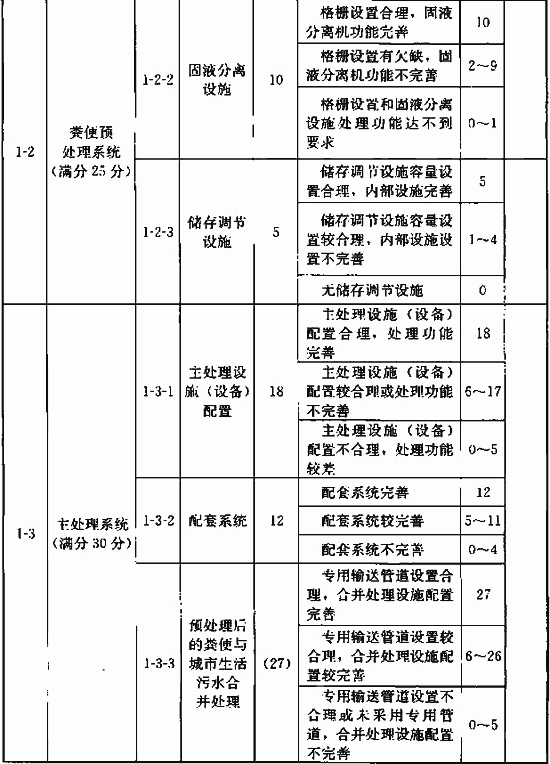 1-2
粪便预
处理系统
(满分25分)
1-2-2
固液分离
设施
10
格栅设置合理，固液
分离机功能完善
10
格栅设置有欠缺，固
液分离机功能不完善
2～9
格栅设置和固液分离
设施处理功能达不到
要求
0～1
1-2-3
储存调节
设施
5
储存调节设施容量设
置合理，内部设施完善
5
储存调节设施容量设
置较合理，内部设施设
置不完善
1～4
无储存调节设施
0
1-3
主处理系统
(满分30分)
1-3-1
主处理设
施（设备）
配置
18
主处理设施（设备）
配置合理，处理功能
完善
18
主处理设施（设备）
配置较合理或处理功能
不完善
6～17
主处理设施（设备）
配置不合理，处理功能
较差
0～5
1-3-2
配套系统
12
配套系统完善
12
配套系统较完善
5～11
配套系统不完善
0～4
1-3-3
预处理后
的粪便与
城市生活
污水合
并处理
(27)
专用输送管道设置合
理，合并处理设施配置
完善
27
专用输送管道设置较
合理，合并处理设施配
置较完善
6～26
专用输送管道设置不
合理或未采用专用管
道，合并处理设施配置
不完善
0～5